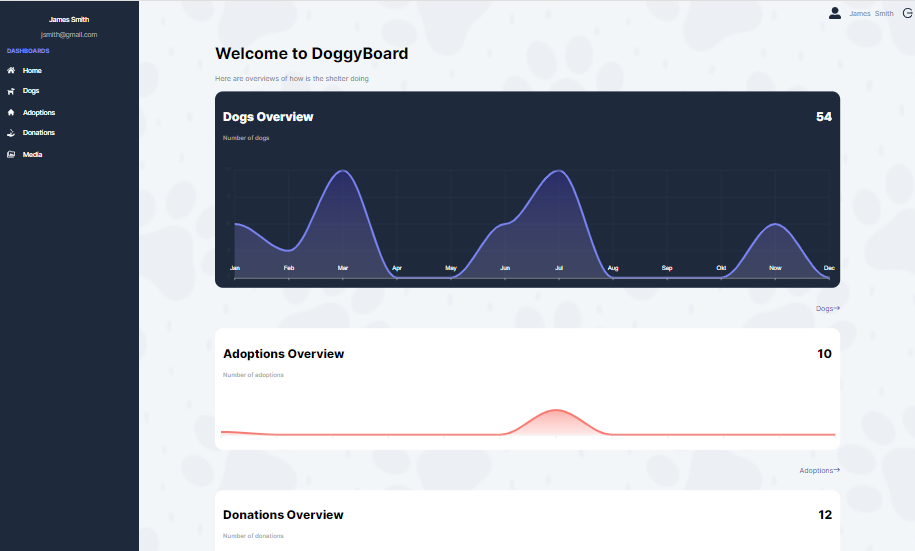 James Smith
jsmith@gmail.com
DASHBOARDS
Home
Dogs
Adoptions
Donations
Media
James Smith
Welcome to DoggyBoard
Here are overviews of how is the shelter doing
Dogs Overview 54
Number of dogs
Jan Feb Mar Apr May Jun Jul Aug Sep Okt Now Dec
Dogs→
Adoptions Overview 10
Number of adoptions
Adoptions→
Donations Overview 12
Number of donations